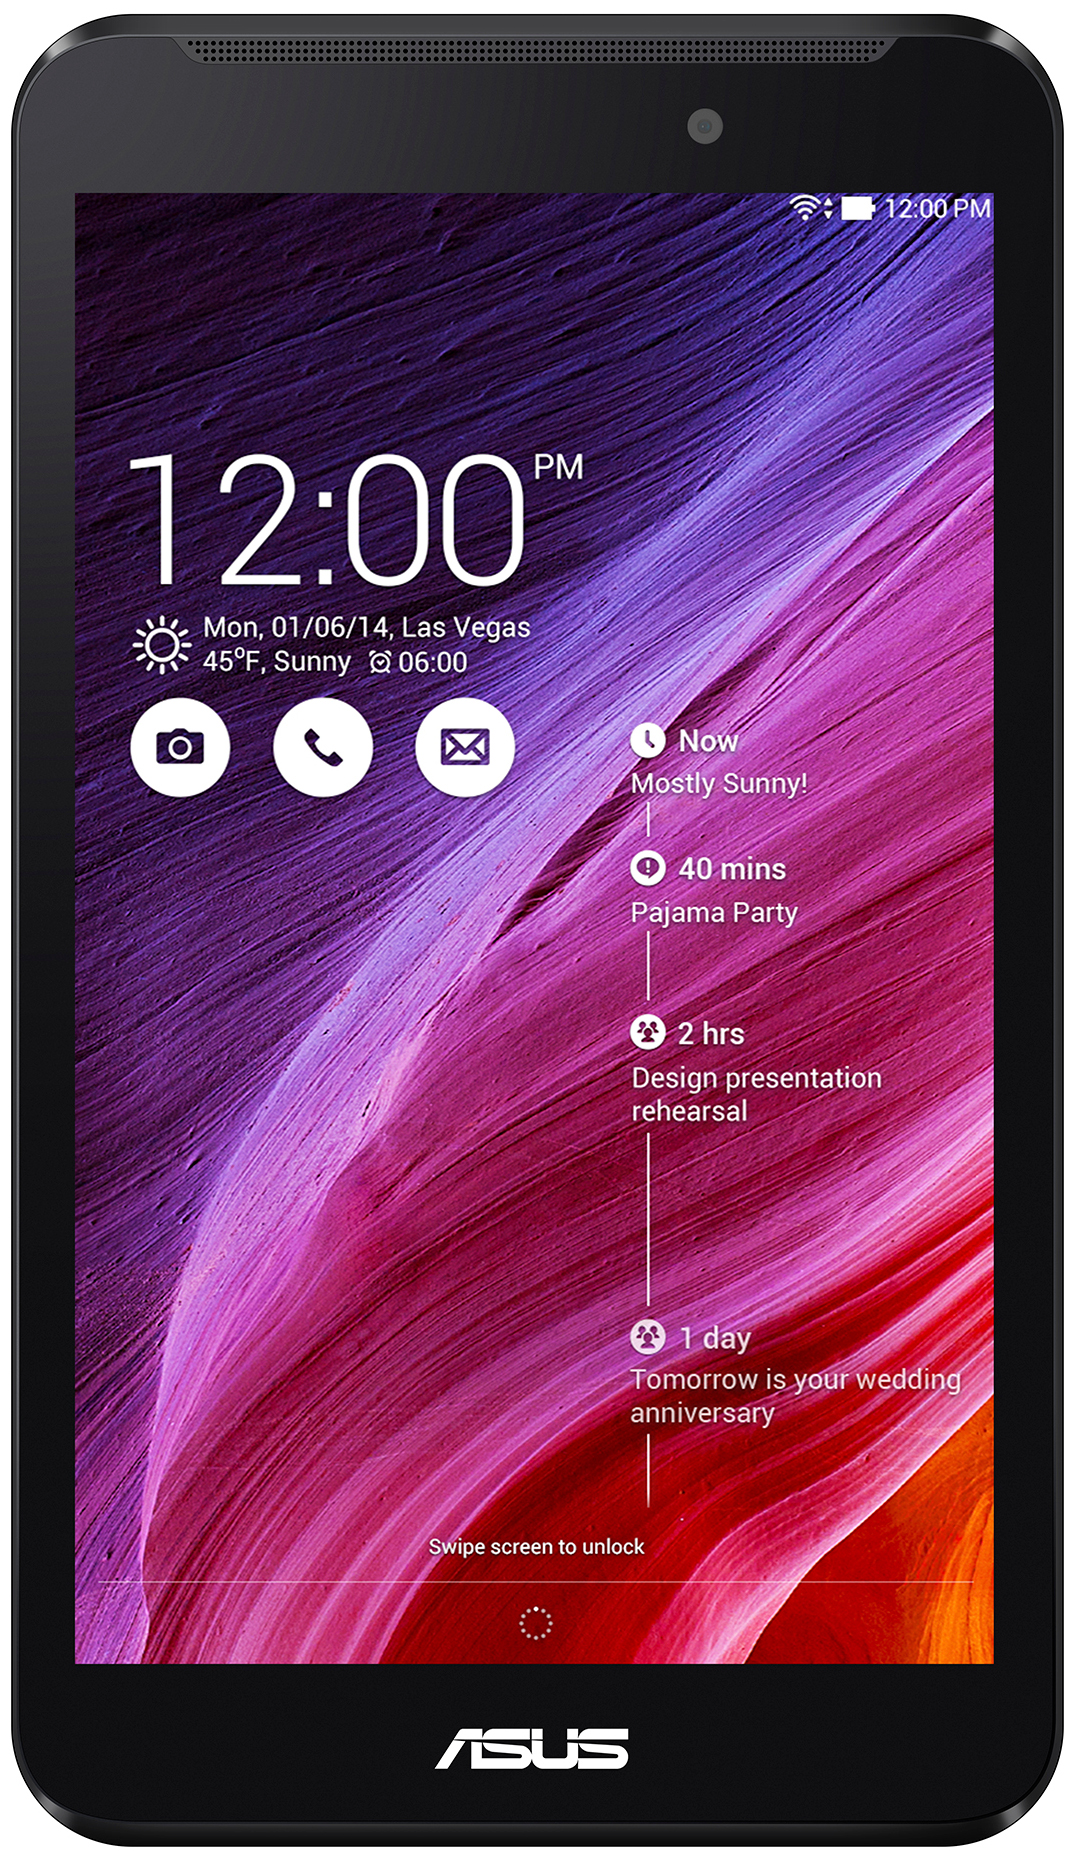 12:00 PM
12:00 PM
Mon, 01/06/14, Las Vegas
45°F, Sunny 06:00
Now
Mostly Sunny!
40 mins
Pajama Party
2 hrs
Design presentation
rehearsal
1 day
Tomorrow is your wedding
anniversary
Swipe screen to unlock
ASUS